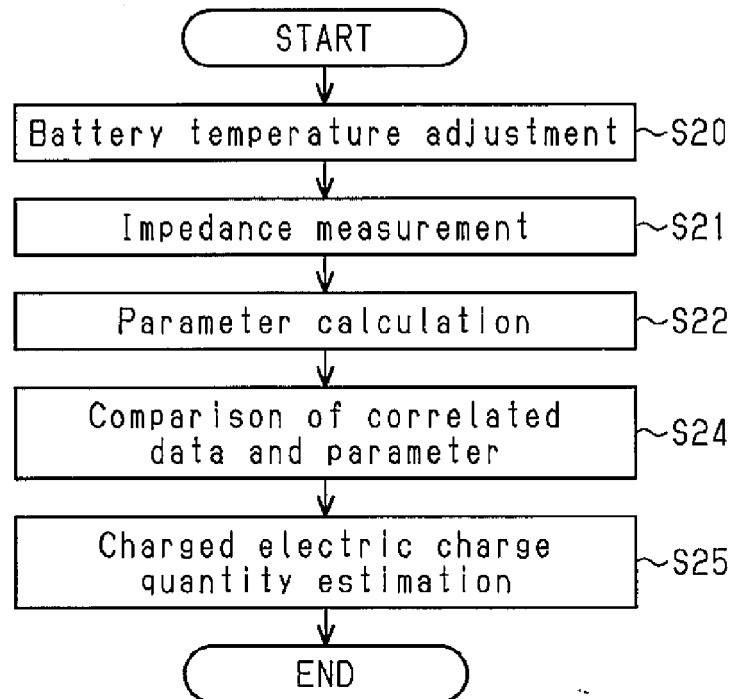 START
Battery temperature adjustment
S20
Impedance measurement
S21
Parameter calculation
S22
Comparison of correlated
data and parameter
S24
Charged electric charge
quantity estimation
S25
END